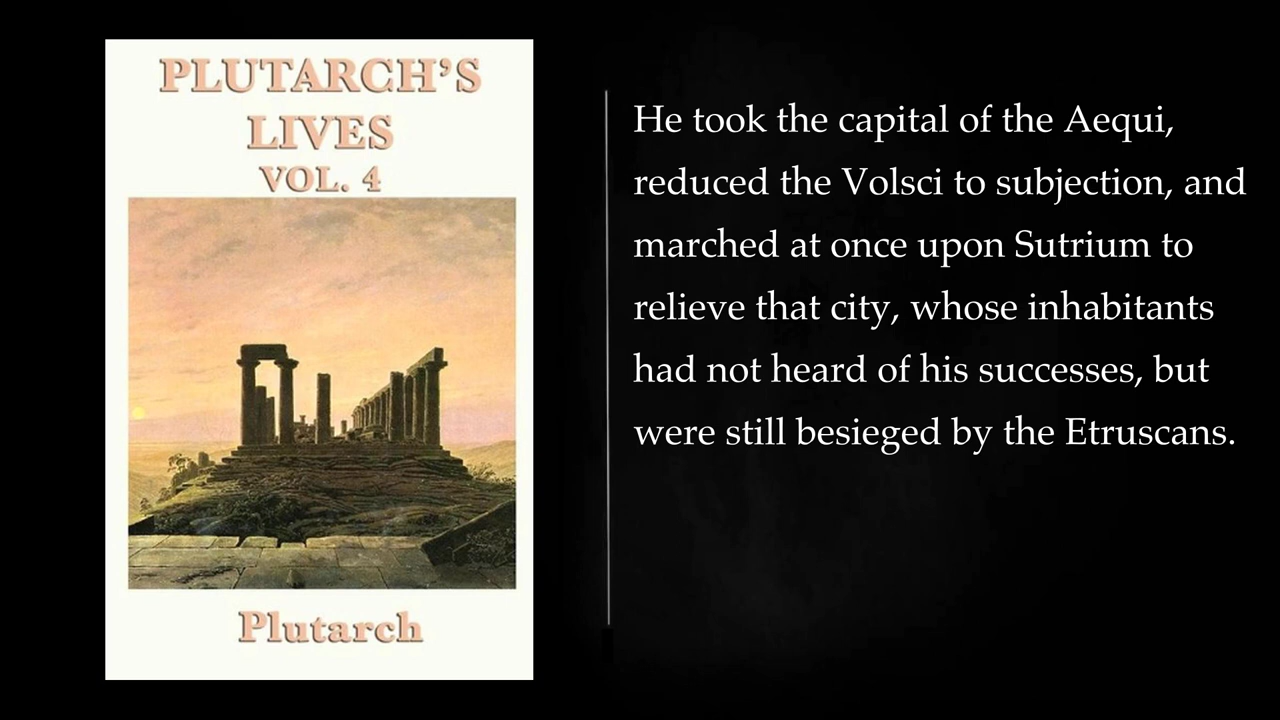 PLUTARCH'S
LIVES
VOL. 4
Plutarch
He took the capital of the Aequi,
reduced the Volsci to subjection, and
marched at once upon Sutrium to
relieve that city, whose inhabitants
had not heard of his successes, but
were still besieged by the Etruscans.